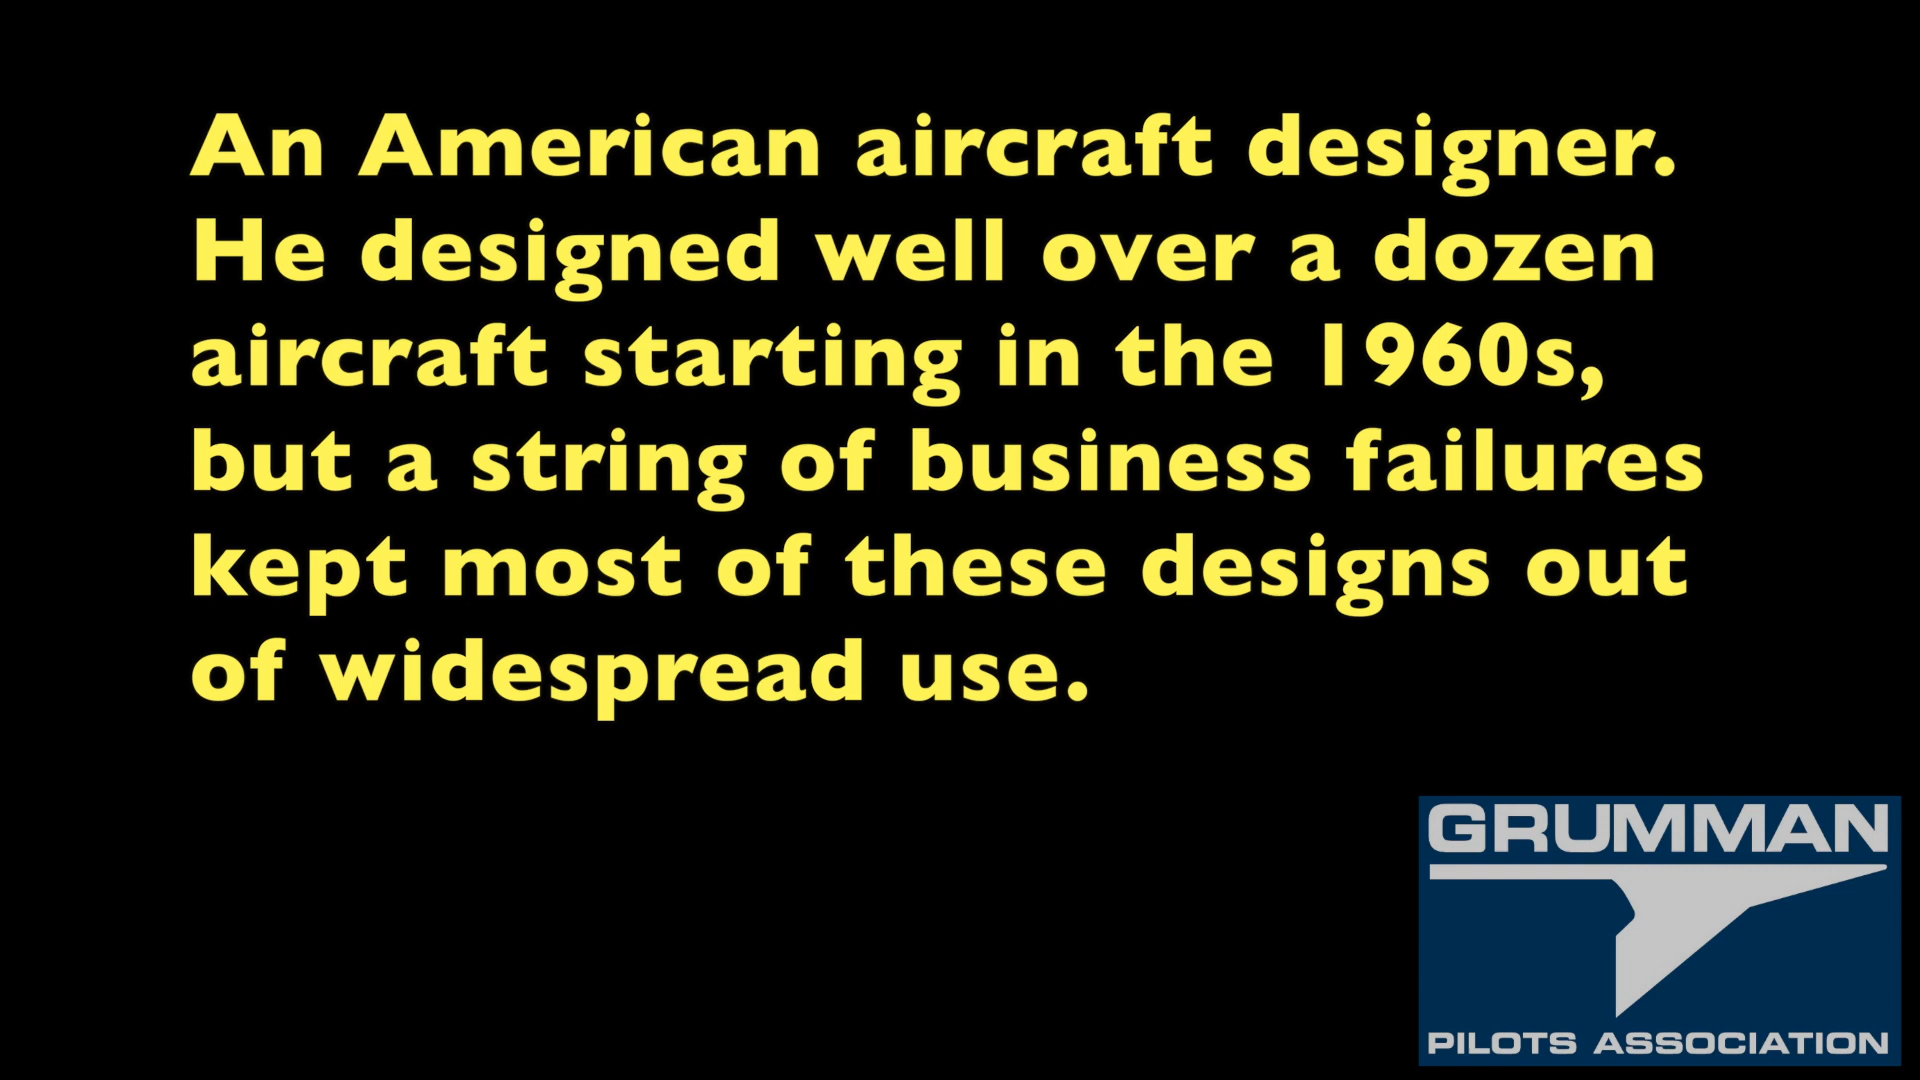 An American aircraft designer.
He designed well over a dozen
aircraft starting in the 1960s,
but a string of business failures
kept most of these designs out
of widespread use.
GRUMMAN
PILOTS ASSOCIATION